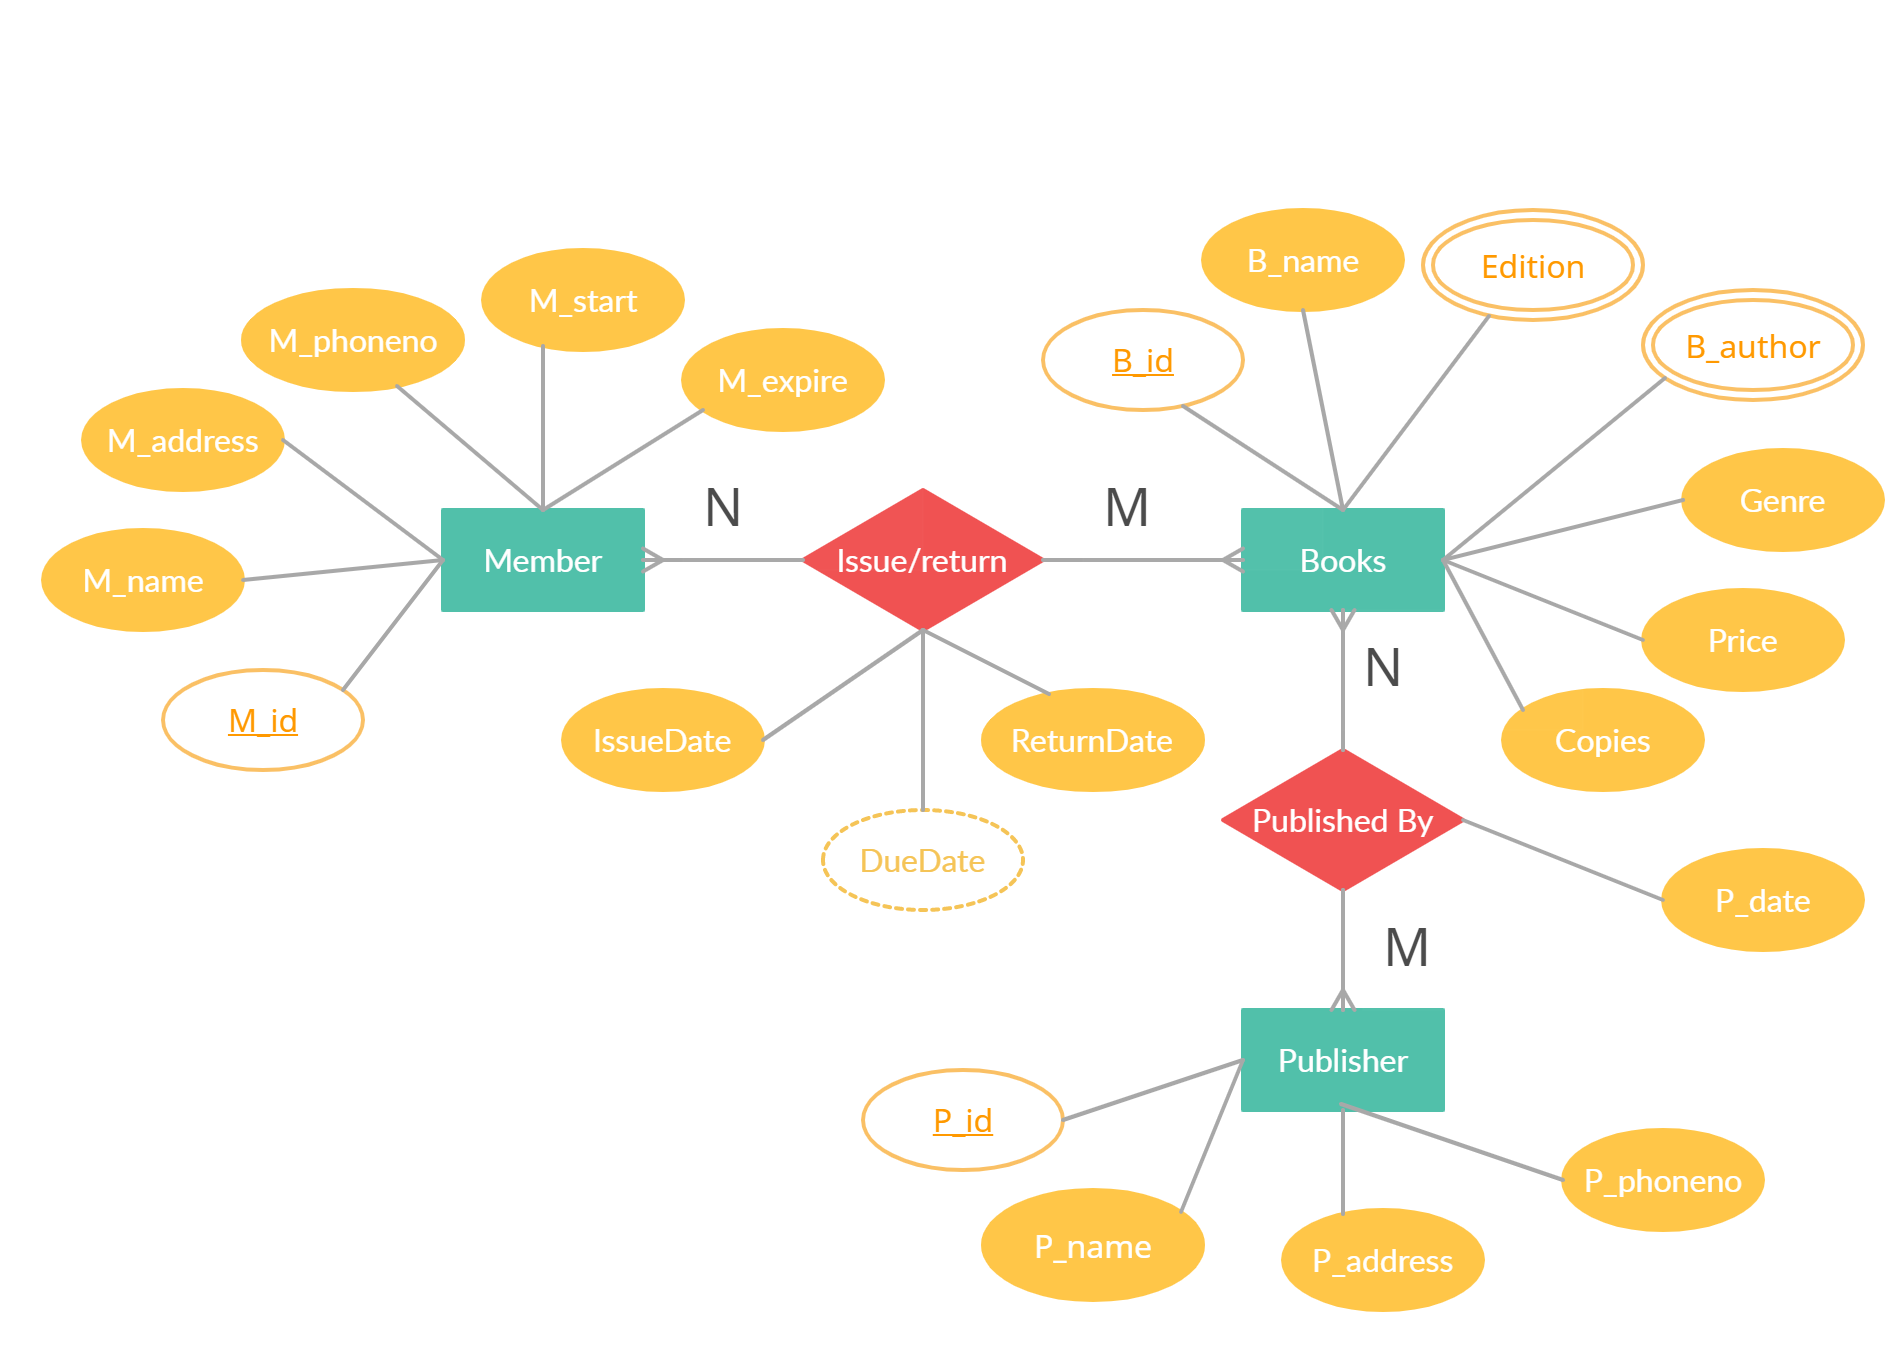 B_name
Edition
M_start
M_phoneno
B_author
B_id
M_expire
M_address
Genre
N
M
Member
Issue/return
Books
M_name
Price
N
M_id
IssueDate
ReturnDate
Copies
Published By
DueDate
P_date
M
Publisher
P_id
P_phoneno
P_name
P_address